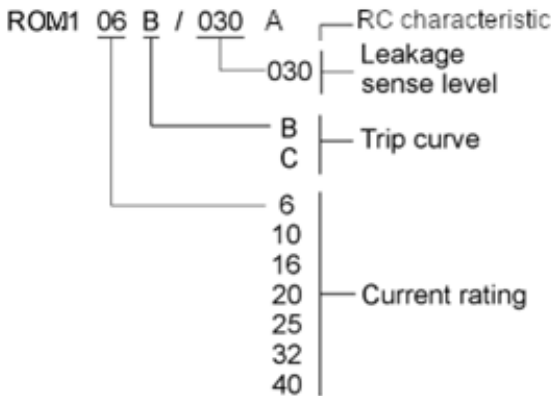 ROM1 06 B / 030 A RC characteristic
030 Leakage
sense level
B
C
Trip curve
6
10
16
20
25
32
40
Current rating